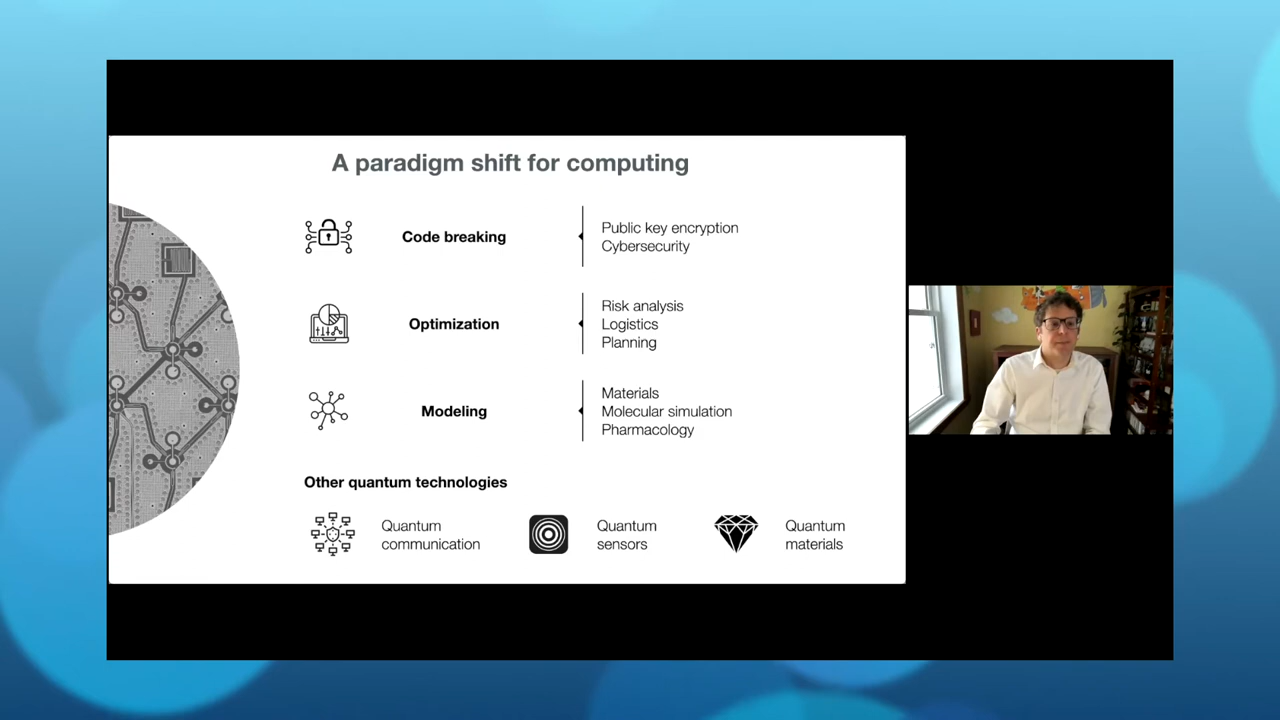 A paradigm shift for computing
Code breaking
Public key encryption
Cybersecurity
Optimization
Risk analysis
Logistics
Planning
Modeling
Materials
Molecular simulation
Pharmacology
Other quantum technologies
Quantum
communication
Quantum
sensors
Quantum
materials